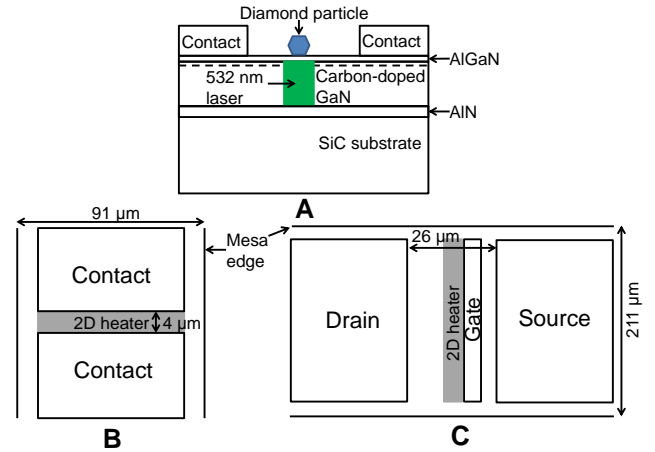 Diamond particle
Contact
Contact
AlGaN
532 nm
laser
Carbon-doped
GaN
AlN
SiC substrate
A
91 µm
Mesa
edge
Contact
2D heater
4 µm
Contact
B
26 µm
Drain
2D heater
Gate
Source
211 µm
C